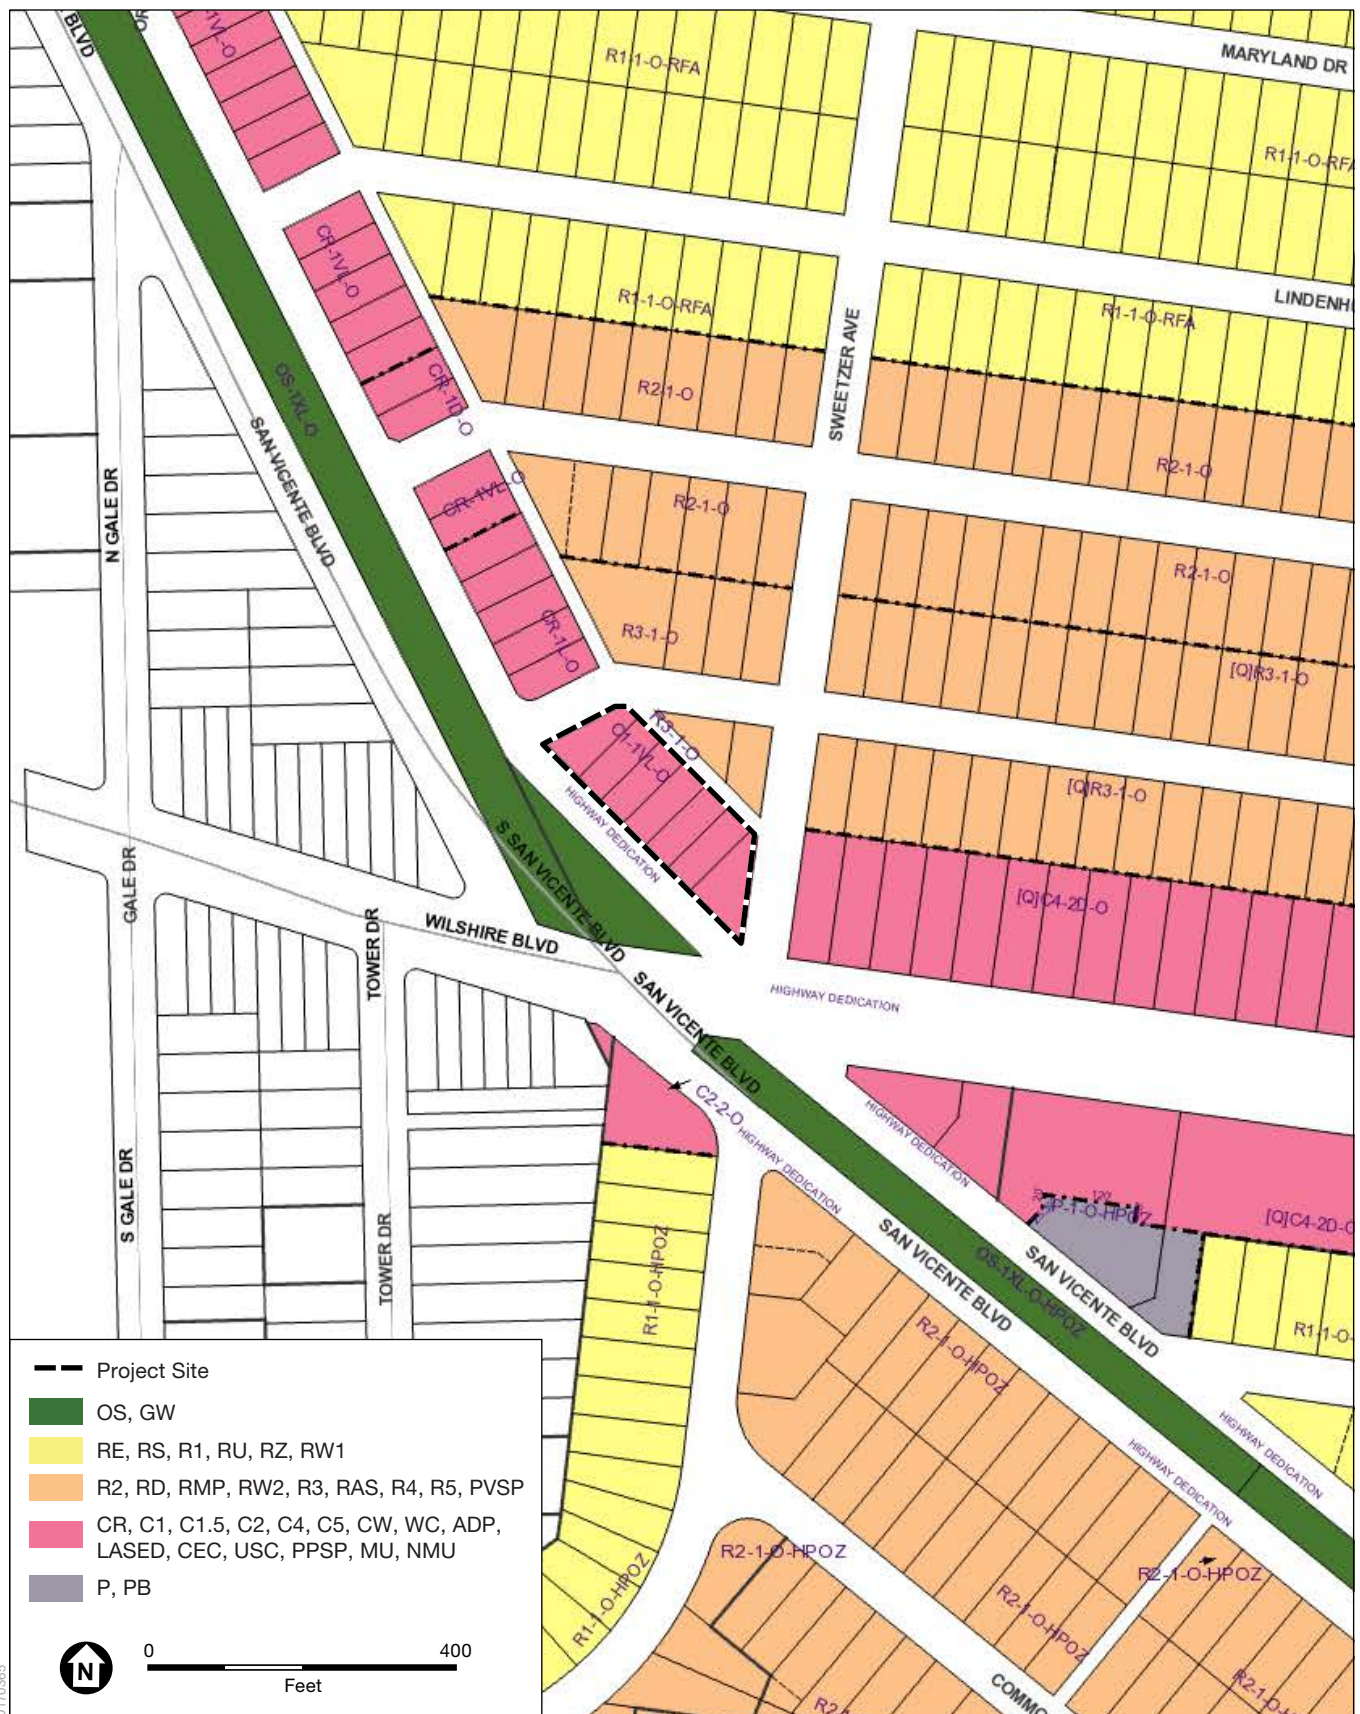 BLVD
MARYLAND DR
R1-1-O-RFA
R1-1-O-RFA
CR-1VL-O
OS-1XL-O
R1-1-O-RFA
R1-1-O-RFA
SWEETZER AVE
CR-1D-O
R2-1-O
SAN VICENTE BLVD
N GALE DR
CR-1VL-O
R2-1-O
R2-1-O
R2-1-O
CR-1L-O
R3-1-O
[Q]R3-1-O
R3-1-O
C1-1VL-O
HIGHWAY DEDICATION
[Q]R3-1-O
S SAN VICENTE BLVD
GALE DR
TOWER DR
WILSHIRE BLVD
[Q]C4-2D-O
SAN VICENTE BLVD
HIGHWAY DEDICATION
C2-2-O
HIGHWAY DEDICATION
HIGHWAY DEDICATION
S GALE DR
TOWER DR
R1-1-O-HPOZ
120
P-1-O-HPOZ
[Q]C4-2D-O
SAN VICENTE BLVD
OS-1XL-O-HPOZ
SAN VICENTE BLVD
R2-1-O-HPOZ
R1-1-O-
HIGHWAY DEDICATION
HIGHWAY DEDICATION
R2-1-O-HPOZ
R2-1-O-HPOZ
R1-1-O-HPOZ
R2-1-O-HPOZ
Project Site
OS, GW
RE, RS, R1, RU, RZ, RW1
R2, RD, RMP, RW2, R3, RAS, R4, R5, PVSP
CR, C1, C1.5, C2, C4, C5, CW, WC, ADP,
LASED, CEC, USC, PPSP, MU, NMU
P, PB
N
0 400
Feet